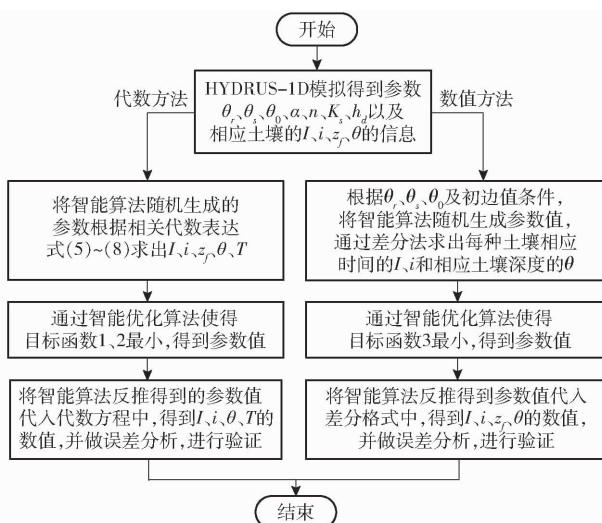 开始
代数方法
HYDRUS-1D模拟得到参数
θr、θs、θ0、α、n、Ks、hd以及
相应土壤的I、i、zf、θ的信息
数值方法
将智能算法随机生成的
参数根据相关代数表达
式(5)~(8)求出I、i、zf、θ、T
根据θr、θs、θ0及初边值条件,
将智能算法随机生成参数值,
通过差分法求出每种土壤相应
时间的I、i和相应土壤深度的θ
通过智能优化算法使得
目标函数1、2最小,得到参数值
通过智能优化算法使得
目标函数3最小,得到参数值
将智能算法反推得到的参数值
代入代数方程中,得到I、i、θ、T的
数值,并做误差分析,进行验证
将智能算法反推得到参数值代入
差分格式中,得到I、i、zf、θ的数值,
并做误差分析,进行验证
结束